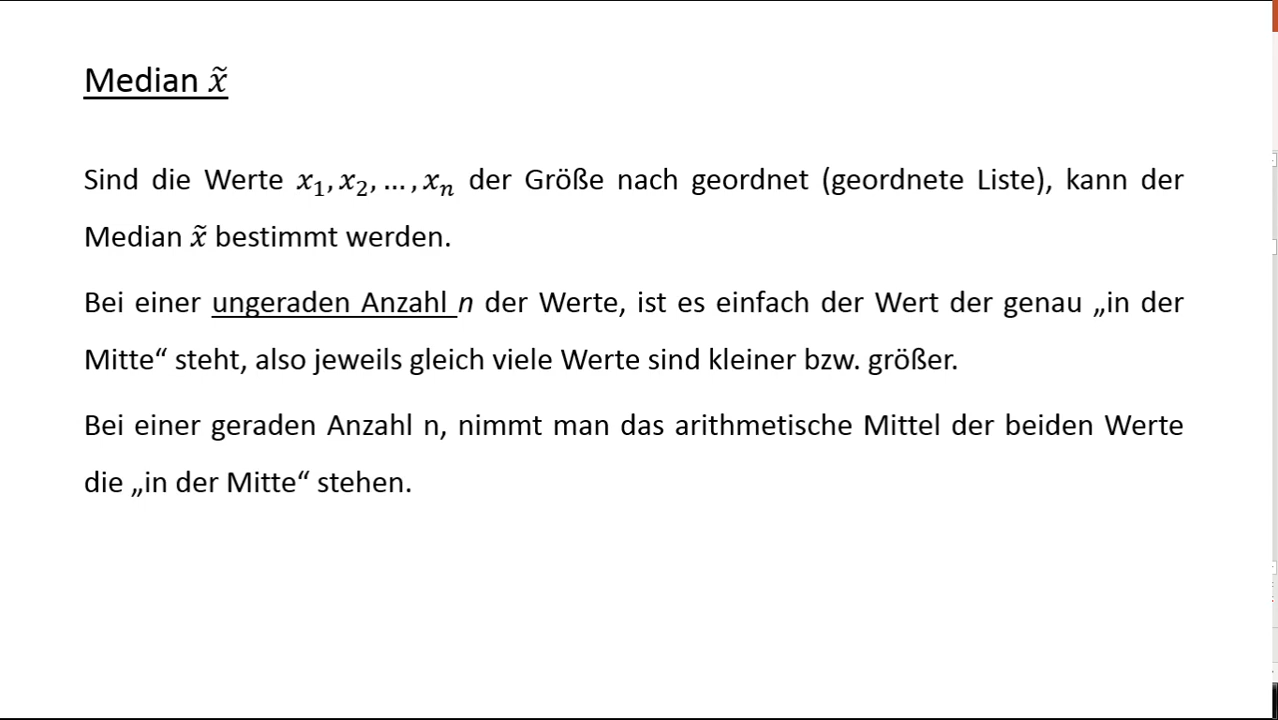 Median x̃
Sind die Werte x₁, x₂, … , xₙ der Größe nach geordnet (geordnete Liste), kann der
Median x̃ bestimmt werden.
Bei einer ungeraden Anzahl n der Werte, ist es einfach der Wert der genau „in der
Mitte“ steht, also jeweils gleich viele Werte sind kleiner bzw. größer.
Bei einer geraden Anzahl n, nimmt man das arithmetische Mittel der beiden Werte
die „in der Mitte“ stehen.